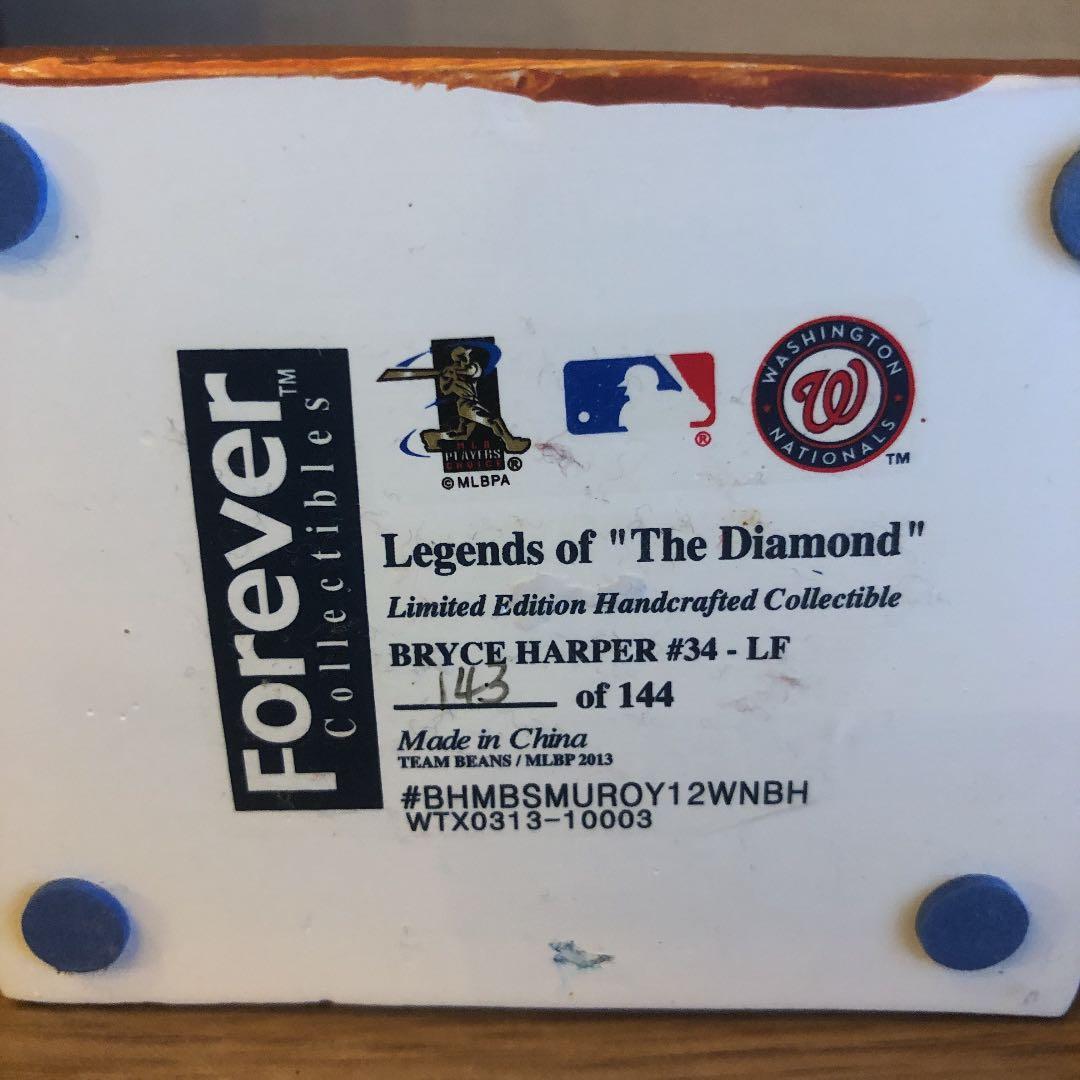 Forever™
Collectibles
MLB
PLAYERS
CHOICE®
©MLBPA
®
WASHINGTON
W
NATIONALS
TM
Legends of "The Diamond"
Limited Edition Handcrafted Collectible
BRYCE HARPER #34 - LF
143 of 144
Made in China
TEAM BEANS / MLBP 2013
#BHMBSMUROY12WNBH
WTX0313-10003